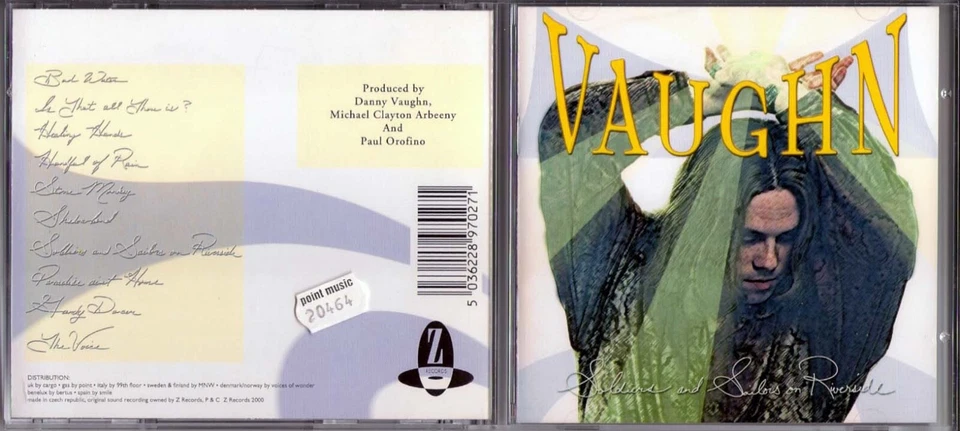 Bad Water
Is That all There is?
Healing Hands
Handful of Rain
Stone
Shadowland
Soldiers and Sailors on Riverside
Paradise ain't Home
Dancer
The Voice
Produced by
Danny Vaughn,
Michael Clayton Arbeeny
And
Paul Orofino
5 036228 970271
point music
20464
Z
RECORDS
DISTRIBUTION:
uk by cargo • gas by point • italy by 99th floor • sweden & finland by MNW • denmark/norway by voices of wonder
benelux by bertus • spain by smile
made in czech republic, original sound recording owned by Z Records, P & C Z Records 2000
VAUGHN
Soldiers and Sailors on Riverside